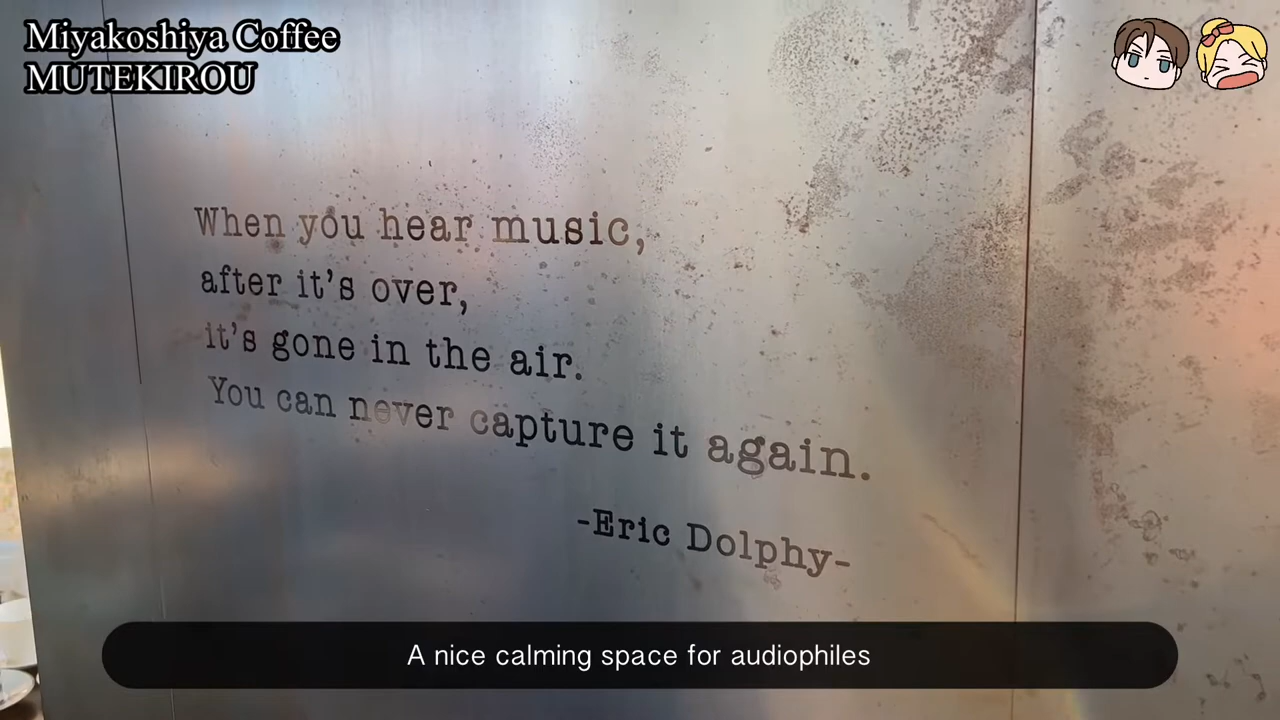 Miyakoshiya Coffee
MUTEKIROU
When you hear music,
after it's over,
it's gone in the air.
You can never capture it again.
-Eric Dolphy-
A nice calming space for audiophiles